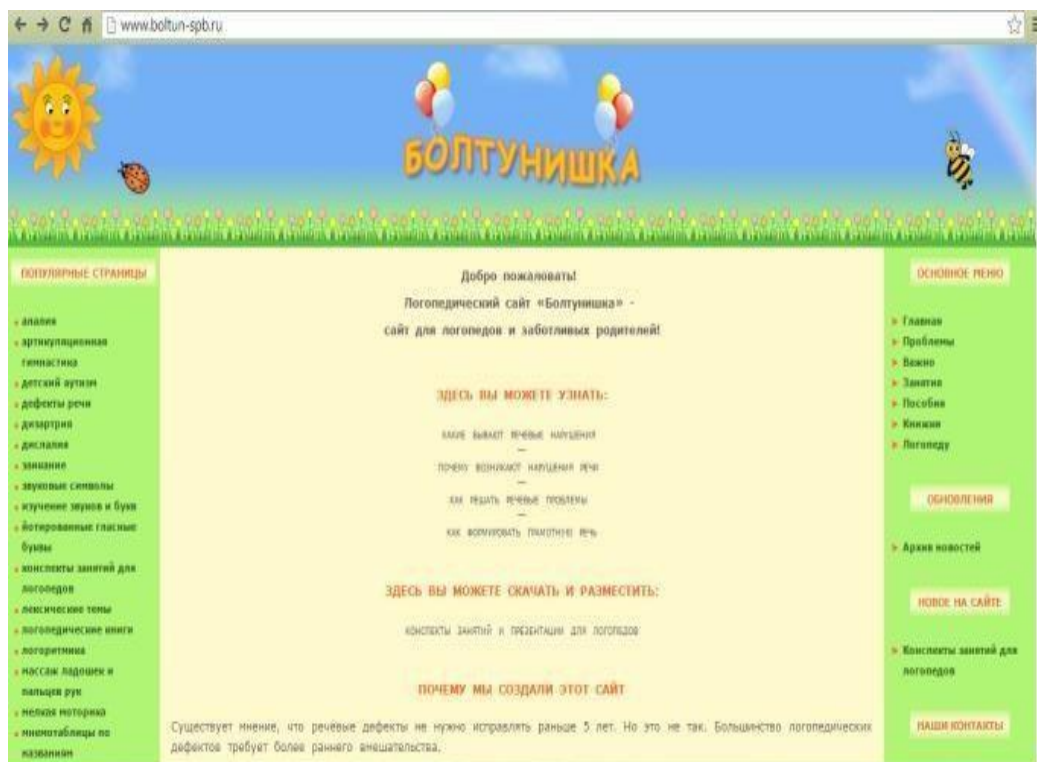 www.boltun-spb.ru
БОЛТУНИШКА
ПОПУЛЯРНЫЕ СТРАНИЦЫ
алалия
артикуляционная
гимнастика
детский аутизм
дефекты речи
дизартрия
дислалия
заикание
звуковые символы
изучение звуков и букв
йотированные гласные
буквы
конспекты занятий для
логопедов
лексические темы
логопедические книги
логоритмика
массаж ладошек и
пальцев рук
мелкая моторика
мнемотаблицы по
названиям
Добро пожаловать!
Логопедический сайт «Болтунишка» -
сайт для логопедов и заботливых родителей!
ЗДЕСЬ ВЫ МОЖЕТЕ УЗНАТЬ:
КАКИЕ БЫВАЮТ РЕЧЕВЫЕ НАРУШЕНИЯ
—
ПОЧЕМУ ВОЗНИКАЮТ НАРУШЕНИЯ РЕЧИ
—
КАК РЕШАТЬ РЕЧЕВЫЕ ПРОБЛЕМЫ
—
КАК ФОРМИРОВАТЬ ГРАМОТНУЮ РЕЧЬ
ЗДЕСЬ ВЫ МОЖЕТЕ СКАЧАТЬ И РАЗМЕСТИТЬ:
КОНСПЕКТЫ ЗАНЯТИЙ И ПРЕЗЕНТАЦИИ ДЛЯ ЛОГОПЕДОВ
ПОЧЕМУ МЫ СОЗДАЛИ ЭТОТ САЙТ
Существует мнение, что речевые дефекты не нужно исправлять раньше 5 лет. Но это не так. Большинство логопедических
дефектов требует более раннего вмешательства.
ОСНОВНОЕ МЕНЮ
Главная
Проблемы
Важно
Занятия
Пособия
Книжки
Логопеду
ОБНОВЛЕНИЯ
Архив новостей
НОВОЕ НА САЙТЕ
Конспекты занятий для
логопедов
НАШИ КОНТАКТЫ